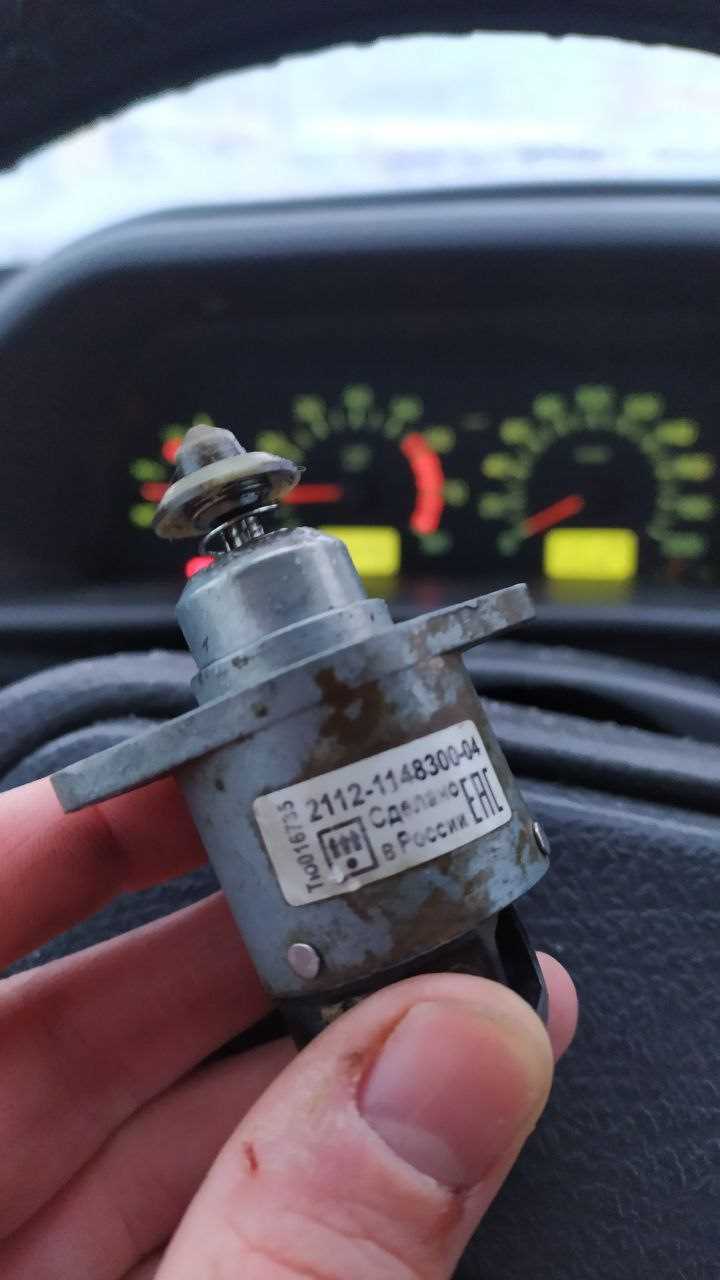 2112-1148300-04
Сделано
в России
ЕАС
Тю016735